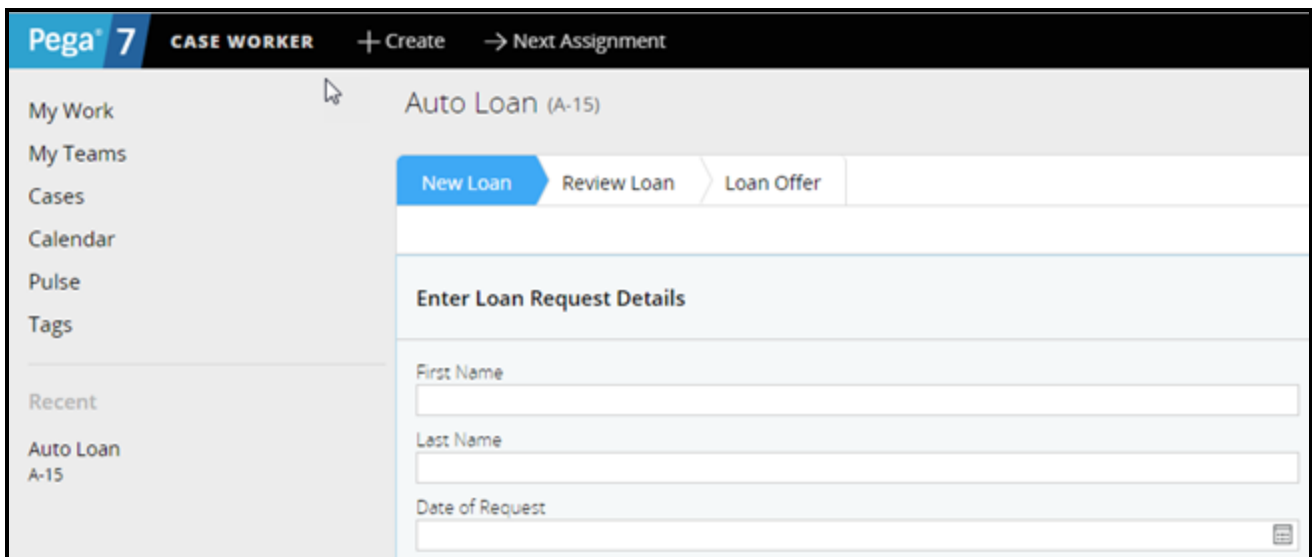 Pega® 7 CASE WORKER + Create → Next Assignment
My Work
My Teams
Cases
Calendar
Pulse
Tags
Recent
Auto Loan
A-15
Auto Loan (A-15)
New Loan Review Loan Loan Offer
Enter Loan Request Details
First Name
Last Name
Date of Request